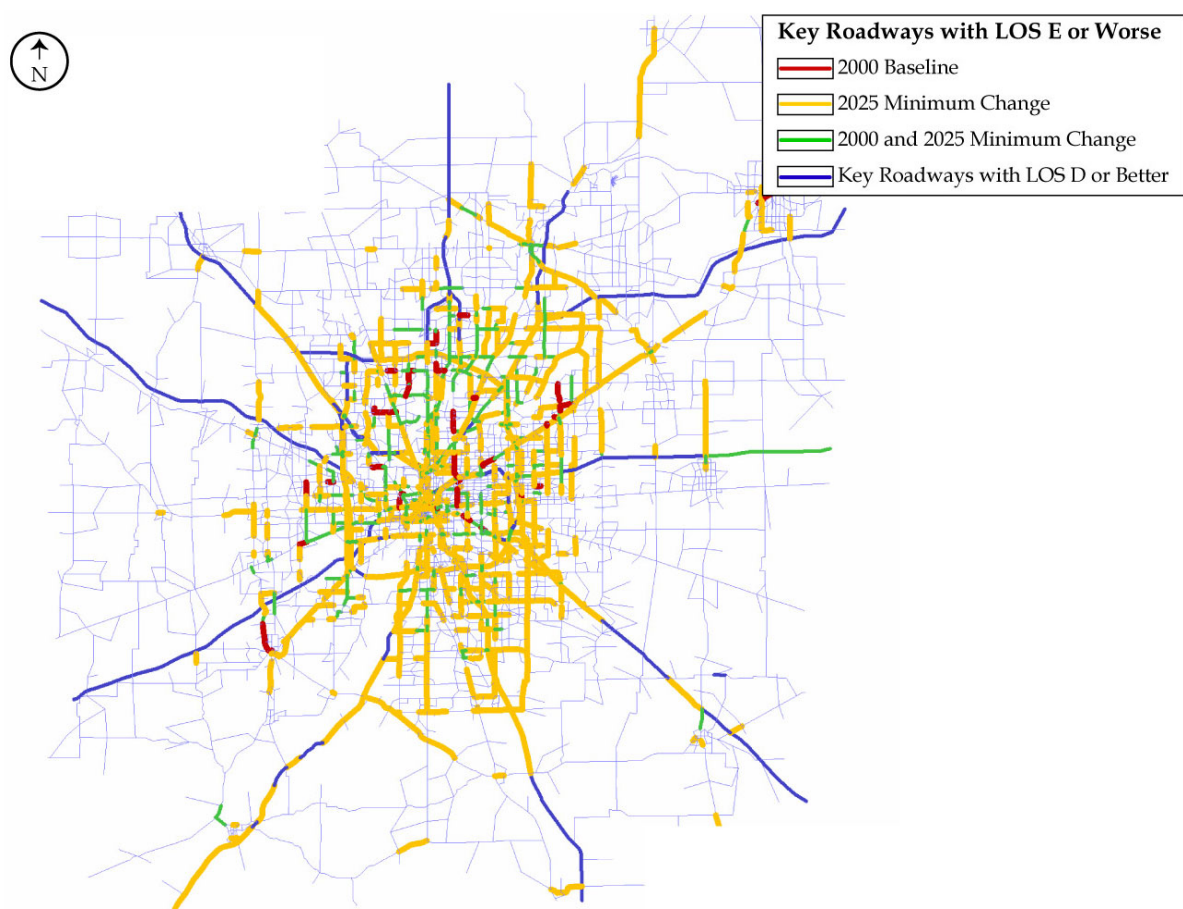 N
Key Roadways with LOS E or Worse
2000 Baseline
2025 Minimum Change
2000 and 2025 Minimum Change
Key Roadways with LOS D or Better